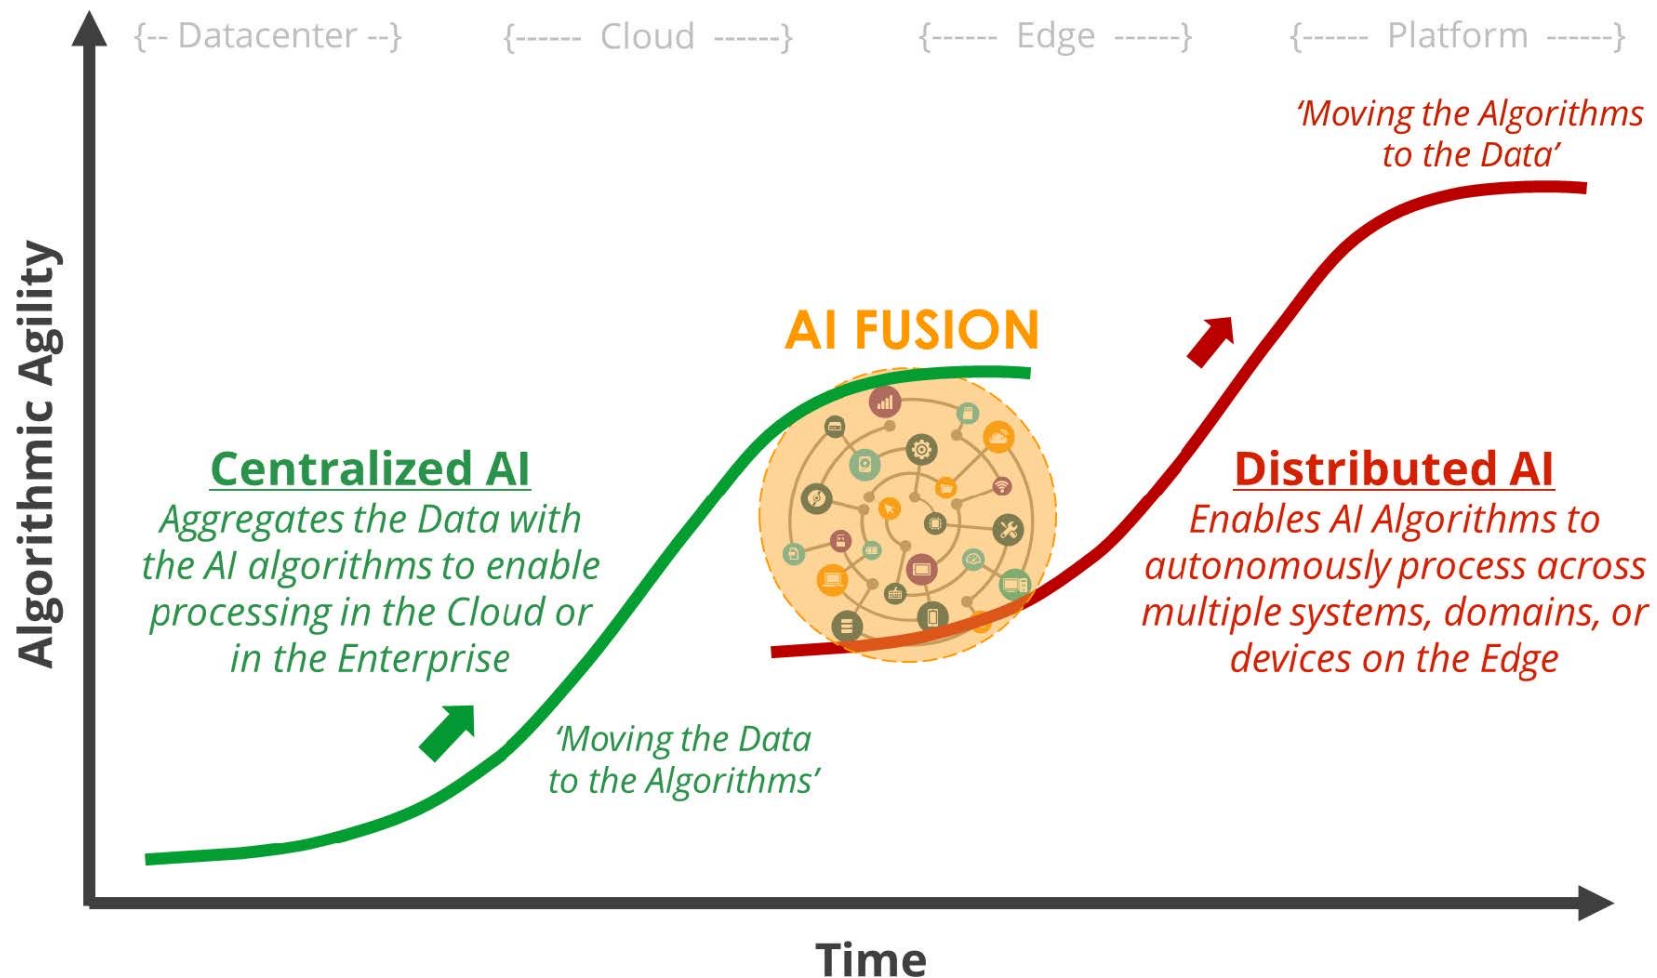 {-- Datacenter --}
{------ Cloud ------}
{------ Edge ------}
{------ Platform ------}
‘Moving the Algorithms
to the Data’
Algorithmic Agility
AI FUSION
Centralized AI
Aggregates the Data with
the AI algorithms to enable
processing in the Cloud or
in the Enterprise
Distributed AI
Enables AI Algorithms to
autonomously process across
multiple systems, domains, or
devices on the Edge
‘Moving the Data
to the Algorithms’
Time